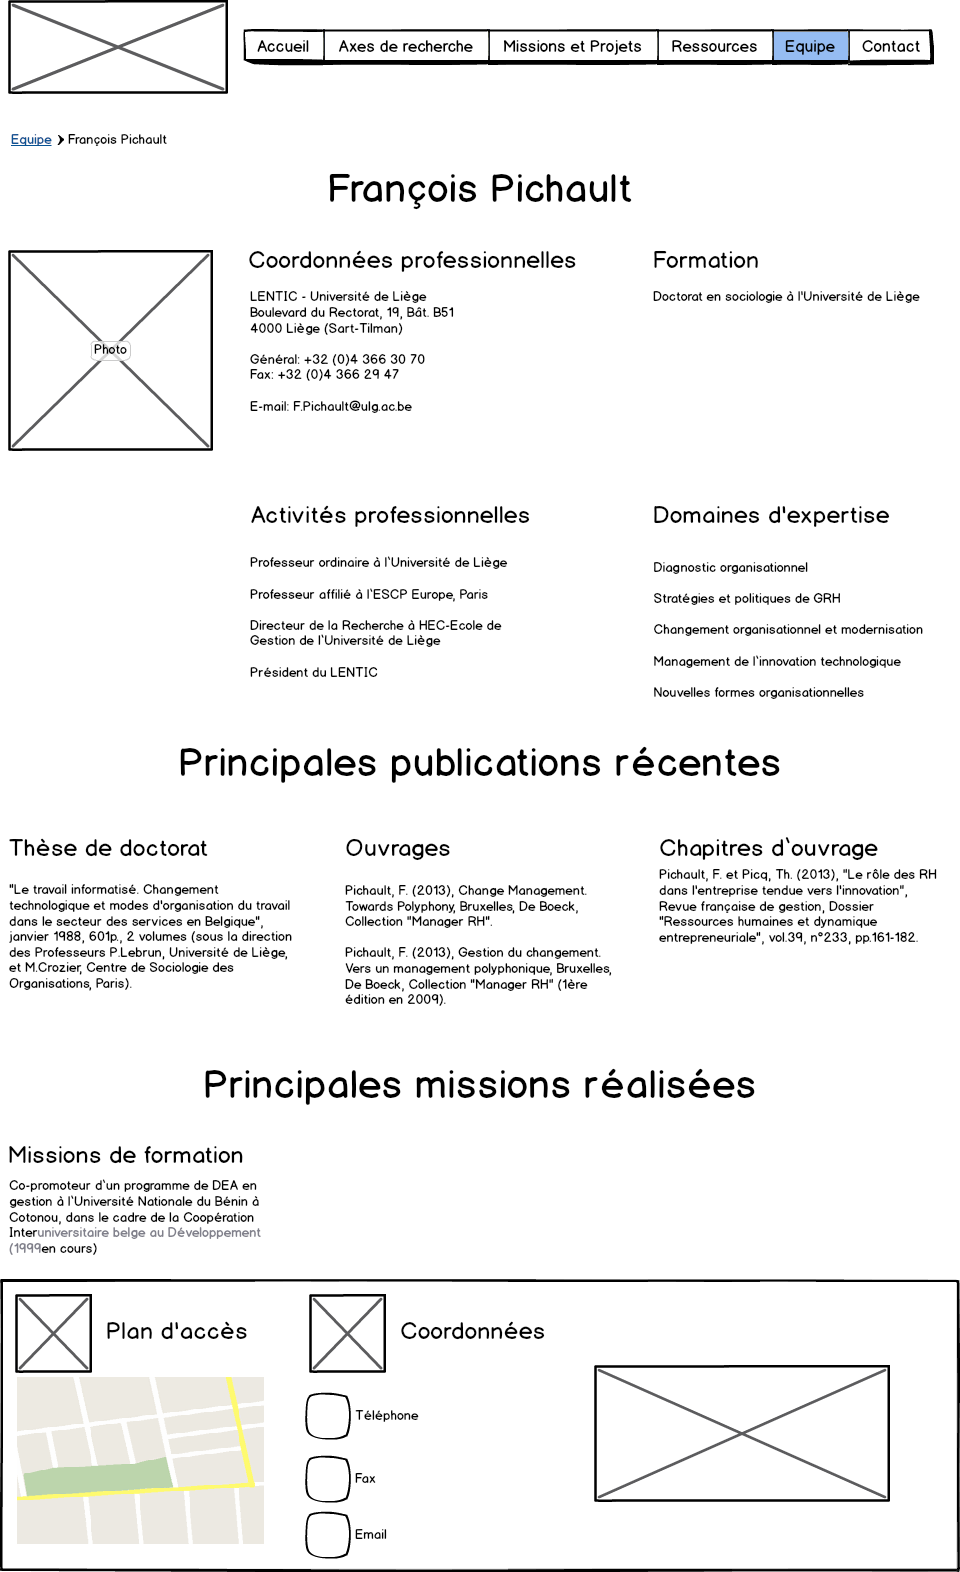 Accueil Axes de recherche Missions et Projets Ressources Equipe Contact
Equipe > François Pichault
François Pichault
Photo
Coordonnées professionnelles
LENTIC - Université de Liège
Boulevard du Rectorat, 19, Bât. B51
4000 Liège (Sart-Tilman)
Général: +32 (0)4 366 30 70
Fax: +32 (0)4 366 29 47
E-mail: F.Pichault@ulg.ac.be
Formation
Doctorat en sociologie à l'Université de Liège
Activités professionnelles
Professeur ordinaire à l`Université de Liège
Professeur affilié à l`ESCP Europe, Paris
Directeur de la Recherche à HEC-Ecole de
Gestion de l`Université de Liège
Président du LENTIC
Domaines d'expertise
Diagnostic organisationnel
Stratégies et politiques de GRH
Changement organisationnel et modernisation
Management de l`innovation technologique
Nouvelles formes organisationnelles
Principales publications récentes
Thèse de doctorat
"Le travail informatisé. Changement
technologique et modes d'organisation du travail
dans le secteur des services en Belgique",
janvier 1988, 601p., 2 volumes (sous la direction
des Professeurs P.Lebrun, Université de Liège,
et M.Crozier, Centre de Sociologie des
Organisations, Paris).
Ouvrages
Pichault, F. (2013), Change Management.
Towards Polyphony, Bruxelles, De Boeck,
Collection "Manager RH".
Pichault, F. (2013), Gestion du changement.
Vers un management polyphonique, Bruxelles,
De Boeck, Collection "Manager RH" (1ère
édition en 2009).
Chapitres d`ouvrage
Pichault, F. et Picq, Th. (2013), "Le rôle des RH
dans l'entreprise tendue vers l'innovation",
Revue française de gestion, Dossier
"Ressources humaines et dynamique
entrepreneuriale", vol.39, n°233, pp.161-182.
Principales missions réalisées
Missions de formation
Co-promoteur d`un programme de DEA en
gestion à l`Université Nationale du Bénin à
Cotonou, dans le cadre de la Coopération
Interuniversitaire belge au Développement
(1999en cours)
Plan d'accès
Coordonnées
Téléphone
Fax
Email